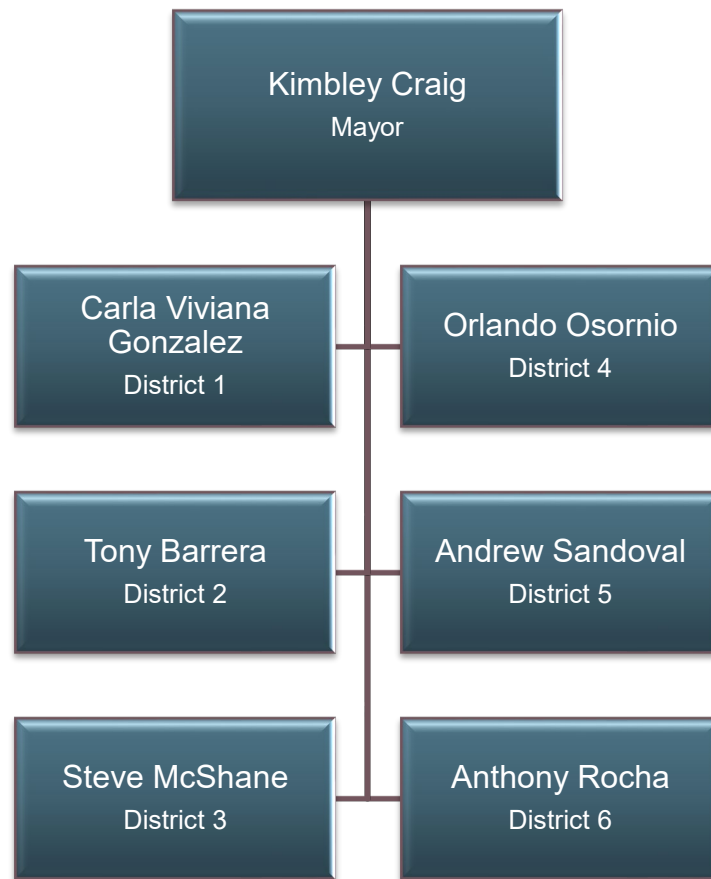 Kimbley Craig
Mayor
Carla Viviana
Gonzalez
District 1
Orlando Osornio
District 4
Tony Barrera
District 2
Andrew Sandoval
District 5
Steve McShane
District 3
Anthony Rocha
District 6